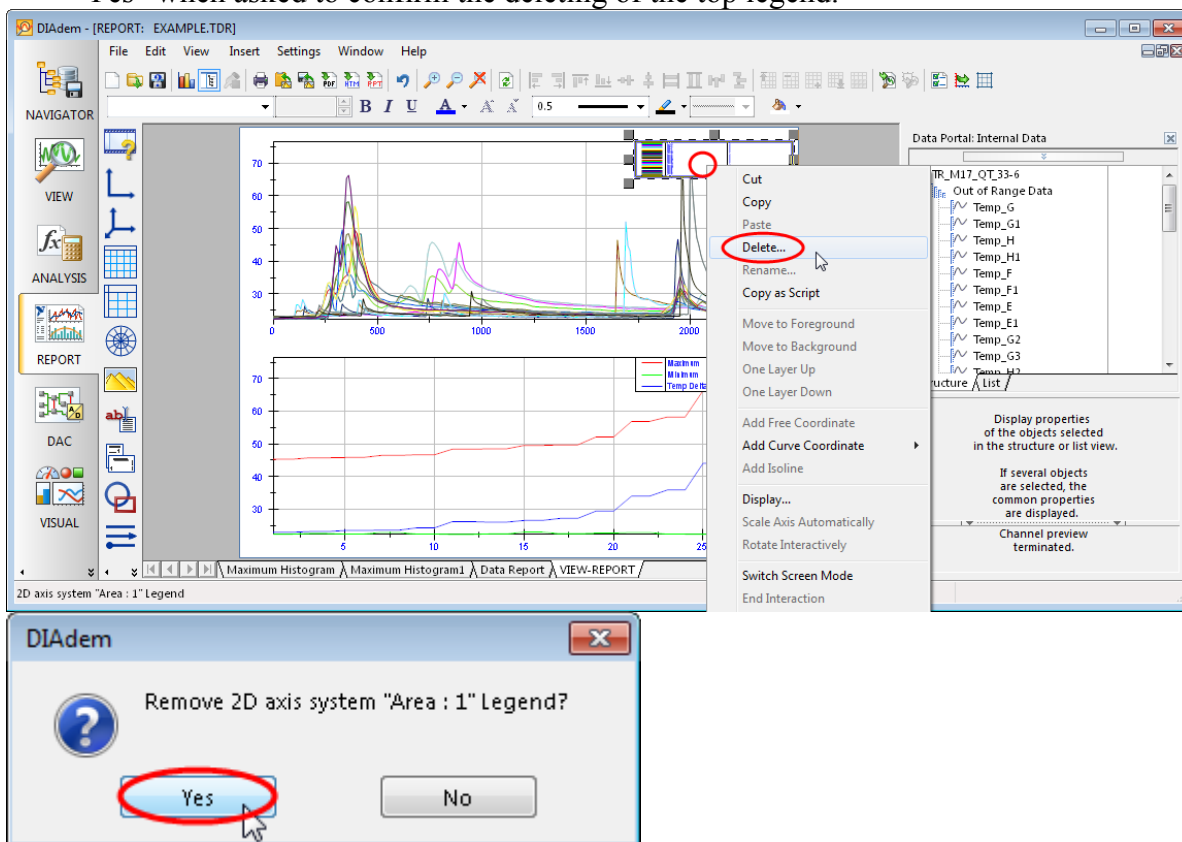 "Yes" when asked to confirm the deleting of the top legend.
DIAdem - [REPORT: EXAMPLE.TDR]
File Edit View Insert Settings Window Help
B I U A 0.5
NAVIGATOR
VIEW
ANALYSIS
REPORT
DAC
VISUAL
70
60
50
40
30
0 500 1000 1500 2000
Maximum
Minimum
Temp Delta
70
60
50
40
30
5 10 15 20 25
Cut
Copy
Paste
Delete...
Rename...
Copy as Script
Move to Foreground
Move to Background
One Layer Up
One Layer Down
Add Free Coordinate
Add Curve Coordinate
Add Isoline
Display...
Scale Axis Automatically
Rotate Interactively
Switch Screen Mode
End Interaction
Data Portal: Internal Data
TR_M17_QT_33-6
Out of Range Data
Temp_G
Temp_G1
Temp_H
Temp_H1
Temp_F
Temp_F1
Temp_E
Temp_E1
Temp_G2
Temp_G3
Temp_H2
ucture List
Display properties
of the objects selected
in the structure or list view.
If several objects
are selected, the
common properties
are displayed.
Channel preview
terminated.
Maximum Histogram Maximum Histogram1 Data Report VIEW-REPORT
2D axis system "Area : 1" Legend
DIAdem
Remove 2D axis system "Area : 1" Legend?
Yes No